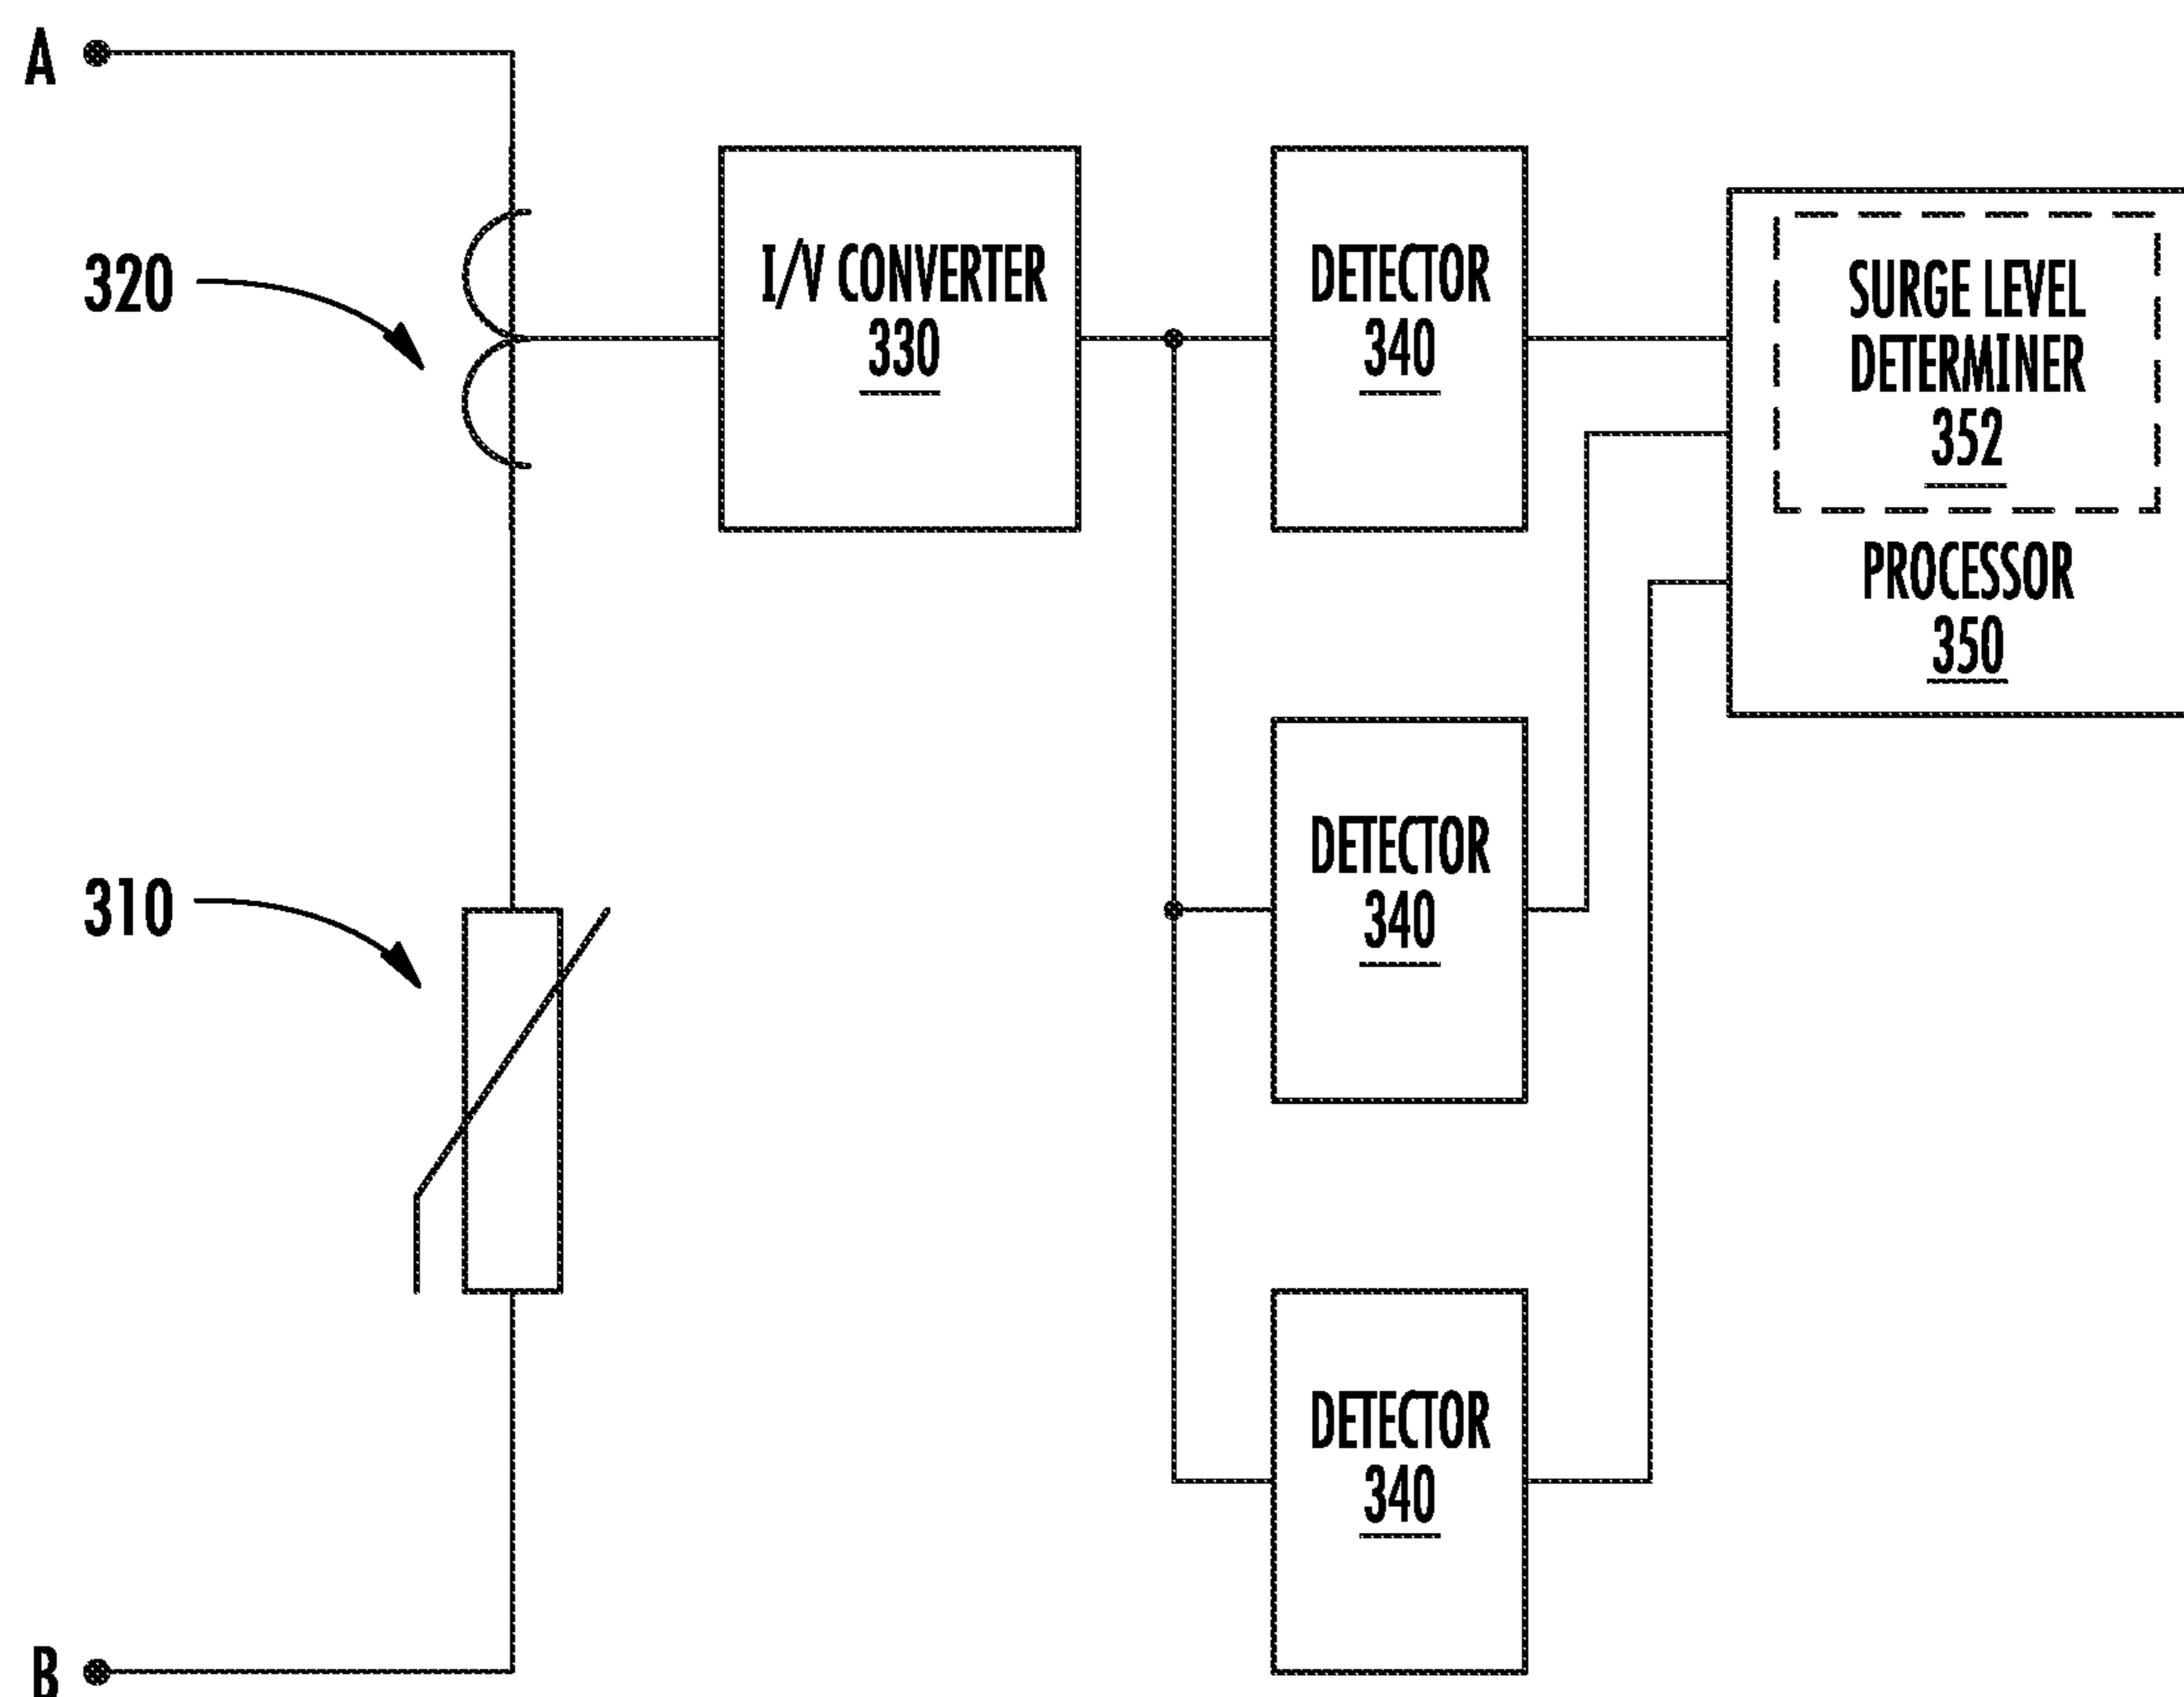 A
320
I/V CONVERTER
330
DETECTOR
340
SURGE LEVEL
DETERMINER
352
PROCESSOR
350
310
DETECTOR
340
DETECTOR
340
B